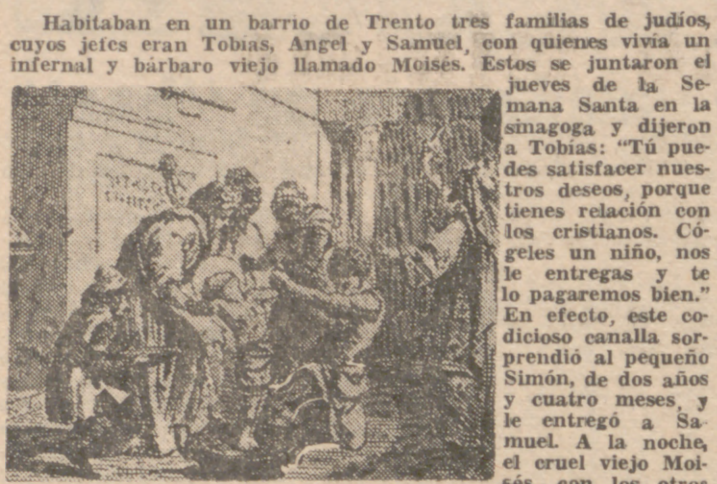 Habitaban en un barrio de Trento tres familias de judíos,
cuyos jefes eran Tobías, Angel y Samuel, con quienes vivía un
infernal y bárbaro viejo llamado Moisés. Estos se juntaron el
jueves de la Se-
mana Santa en la
sinagoga y dijeron
a Tobías: "Tú pue-
des satisfacer nues-
tros deseos, porque
tienes relación con
los cristianos. Có-
geles un niño, nos
le entregas y te
lo pagaremos bien."
En efecto, este co-
dicioso canalla sor-
prendió al pequeño
Simón, de dos años
y cuatro meses, y
le entregó a Sa-
muel. A la noche,
el cruel viejo Moi-
sés, con los otros